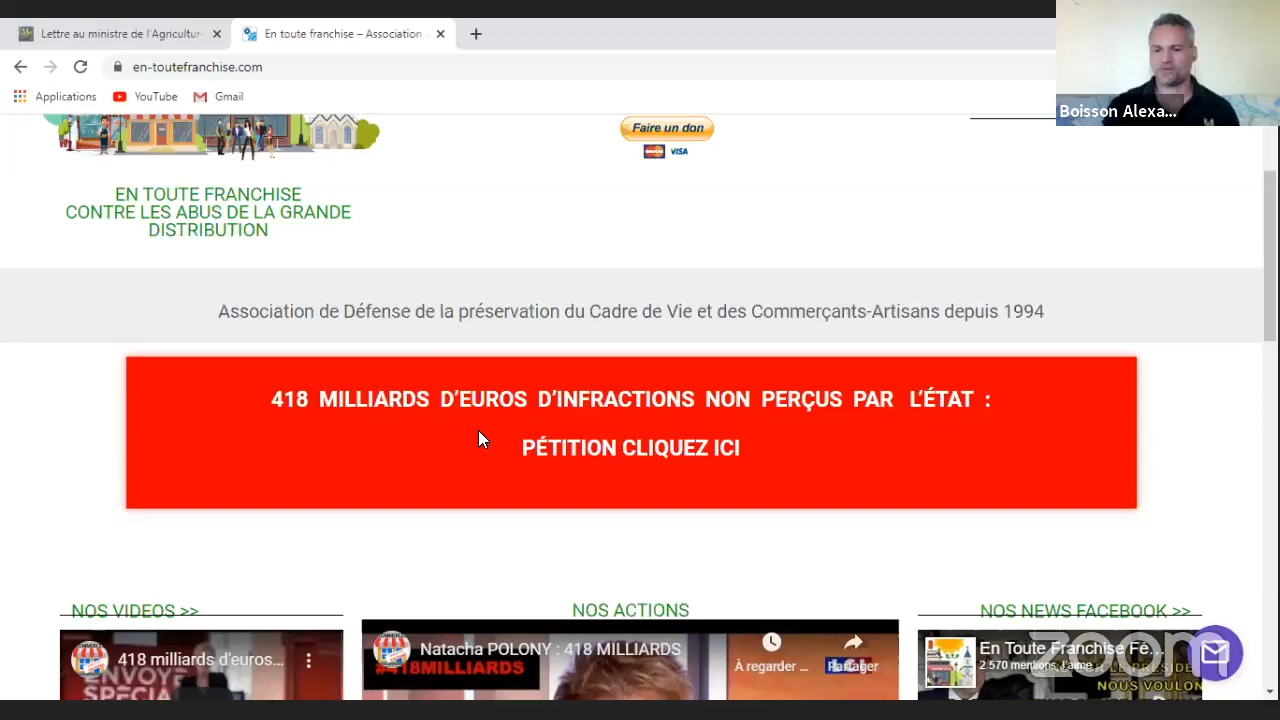 Lettre au ministre de l'Agricultur
En toute franchise – Association
en-toutefranchise.com
Applications
YouTube
Gmail
Boisson Alexa...
Faire un don
VISA
EN TOUTE FRANCHISE
CONTRE LES ABUS DE LA GRANDE
DISTRIBUTION
Association de Défense de la préservation du Cadre de Vie et des Commerçants-Artisans depuis 1994
418 MILLIARDS D'EUROS D'INFRACTIONS NON PERÇUS PAR L'ÉTAT :
PÉTITION CLIQUEZ ICI
NOS VIDEOS >>
NOS ACTIONS
NOS NEWS FACEBOOK >>
418 milliards d'euros...
ENVOYÉ
SPÉCIA
Natacha POLONY : 418 MILLIARDS
#418MILLIARDS
À regarder ...
Partager
En Toute Franchise Fé...
2 570 mentions J'aime
NOUS VOULON
zoom